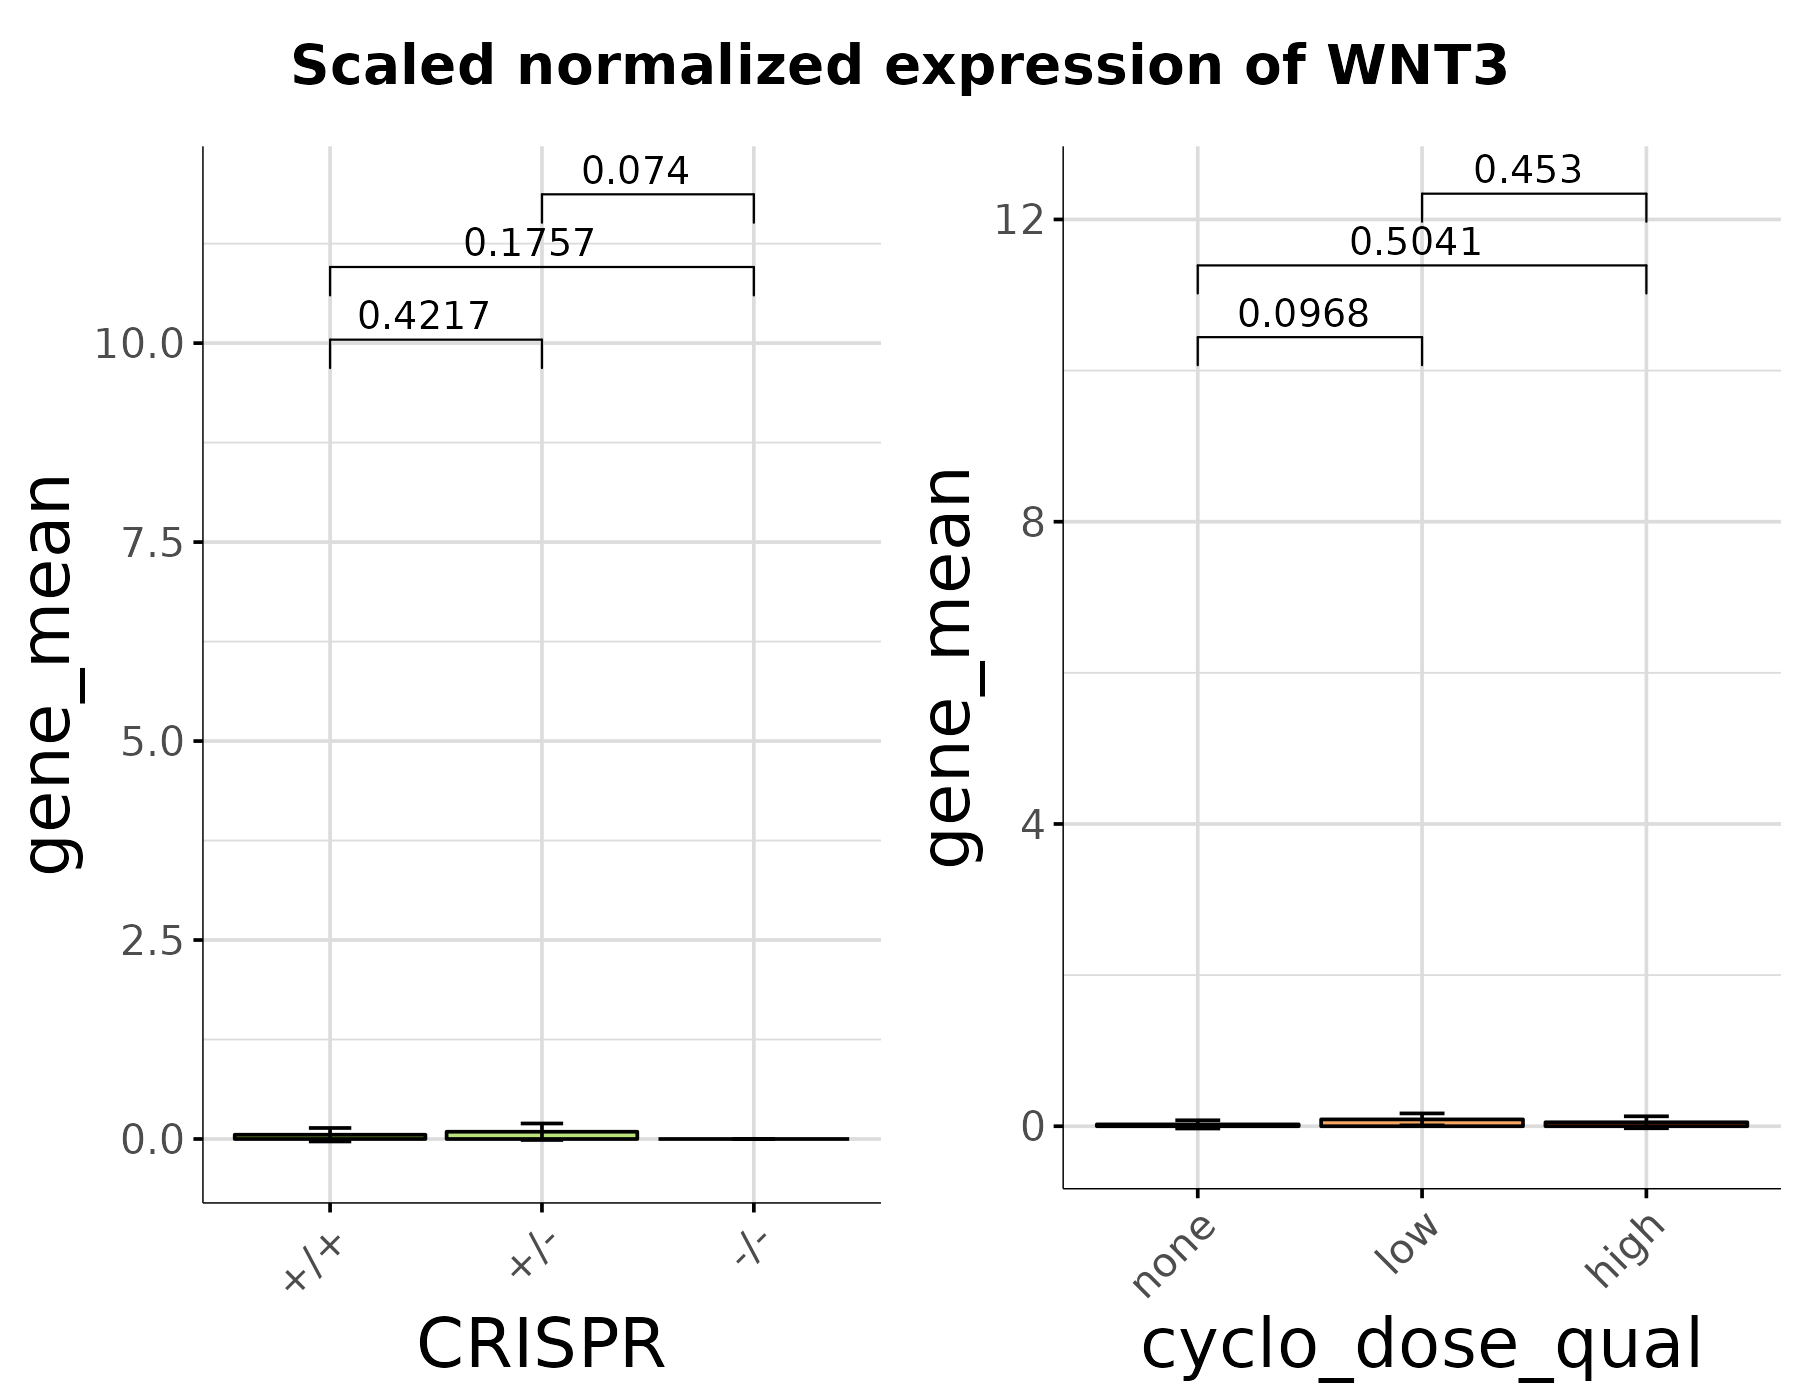 Scaled normalized expression of WNT3
gene_mean
10.0
7.5
5.0
2.5
0.0
0.074
0.1757
0.4217
+/+
+/-
-/-
CRISPR
gene_mean
12
8
4
0
0.453
0.5041
0.0968
none
low
high
cyclo_dose_qual